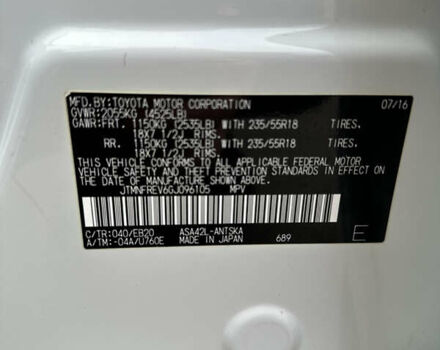 MFD. BY: TOYOTA MOTOR CORPORATION 07/16
GVWR: 2055KG (4525LB)
GAWR: FRT. 1150KG (2535LB) WITH 235/55R18 TIRES.
18X7 1/2J RIMS.
RR. 1150KG (2535LB) WITH 235/55R18 TIRES.
18X7 1/2J RIMS.
THIS VEHICLE CONFORMS TO ALL APPLICABLE FEDERAL MOTOR
VEHICLE SAFETY STANDARDS IN EFFECT ON THE DATE OF
MANUFACTURE SHOWN ABOVE.
JTMNFREV6GJ096105 MPV
C/TR: 040/EB20 ASA42L-ANTSKA
A/TM: -04A/U760E MADE IN JAPAN 689 E